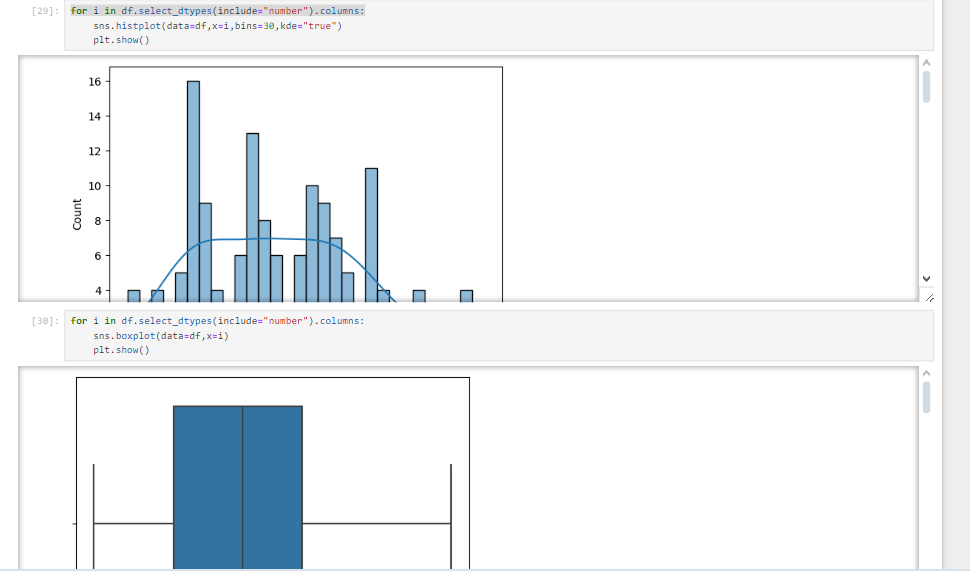 [29]: for i in df.select_dtypes(include="number").columns:
sns.histplot(data=df,x=i,bins=30,kde="true")
plt.show()
16
14
12
10
8
6
4
Count
[30]: for i in df.select_dtypes(include="number").columns:
sns.boxplot(data=df,x=i)
plt.show()